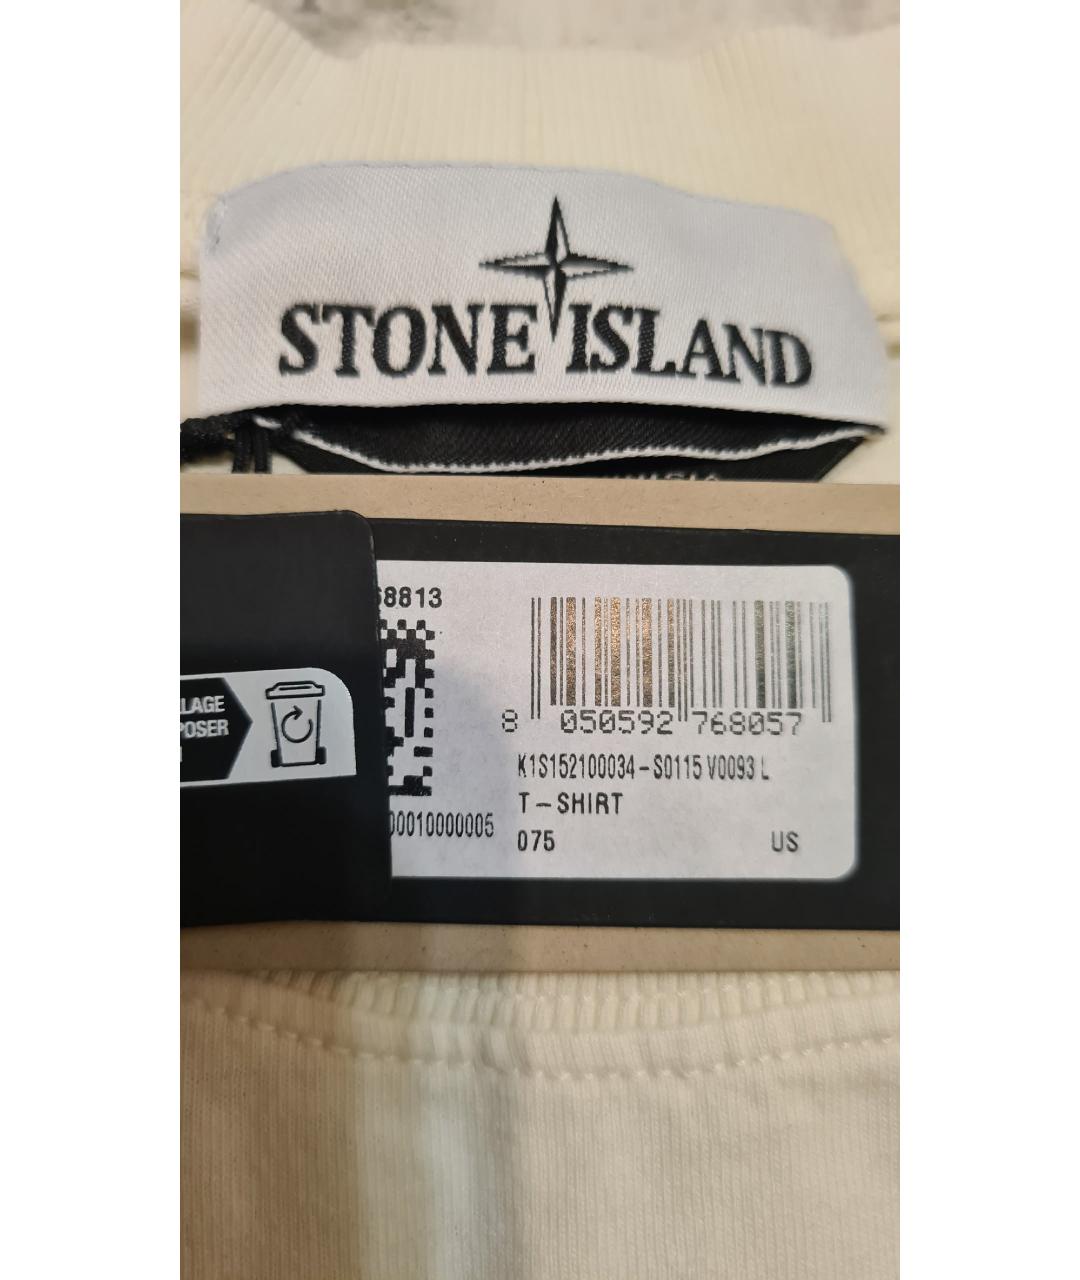 STONE ISLAND
68813
8 050592 768057
K1S152100034-S0115 V0093 L
T-SHIRT
00010000005
075 US
LAGE
POSER